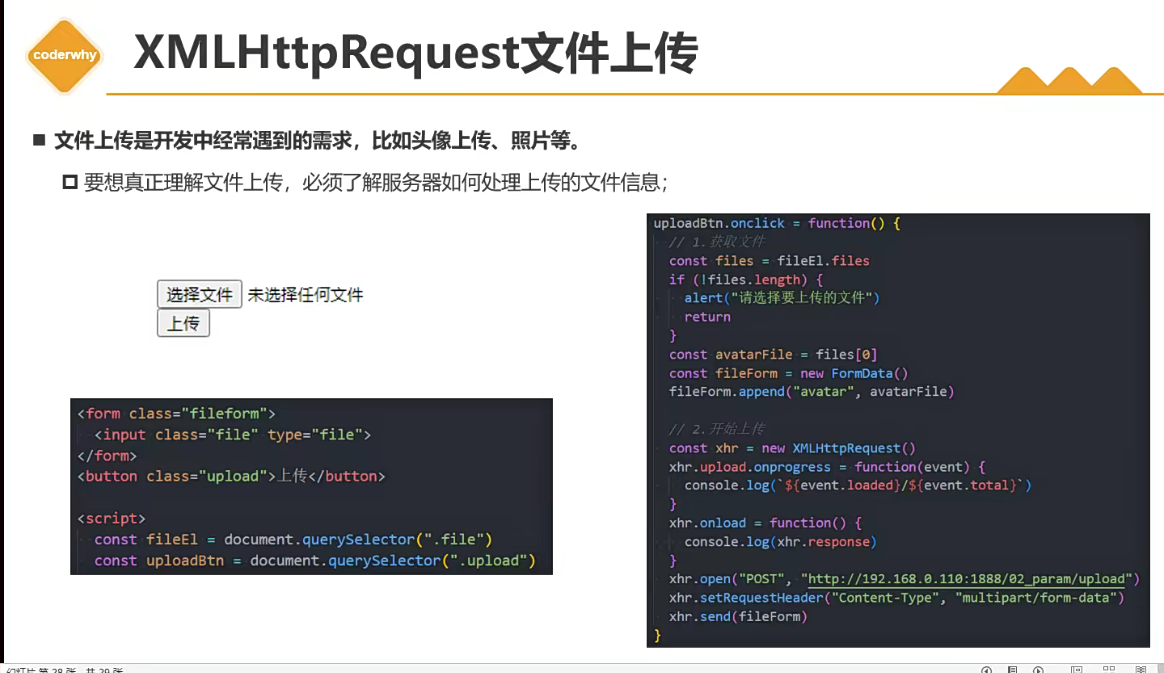 coderwhy
XMLHttpRequest文件上传
■ 文件上传是开发中经常遇到的需求，比如头像上传、照片等。
要想真正理解文件上传，必须了解服务器如何处理上传的文件信息；
选择文件 未选择任何文件
上传
<form class="fileform">
  <input class="file" type="file">
</form>
<button class="upload">上传</button>
<script>
  const fileEl = document.querySelector(".file")
  const uploadBtn = document.querySelector(".upload")
uploadBtn.onclick = function() {
  // 1.获取文件
  const files = fileEl.files
  if (!files.length) {
    alert("请选择要上传的文件")
    return
  }
  const avatarFile = files[0]
  const fileForm = new FormData()
  fileForm.append("avatar", avatarFile)
  // 2.开始上传
  const xhr = new XMLHttpRequest()
  xhr.upload.onprogress = function(event) {
    console.log(`${event.loaded}/${event.total}`)
  }
  xhr.onload = function() {
    console.log(xhr.response)
  }
  xhr.open("POST", "http://192.168.0.110:1888/02_param/upload")
  xhr.setRequestHeader("Content-Type", "multipart/form-data")
  xhr.send(fileForm)
}
幻灯片 第 28 张，共 29 张